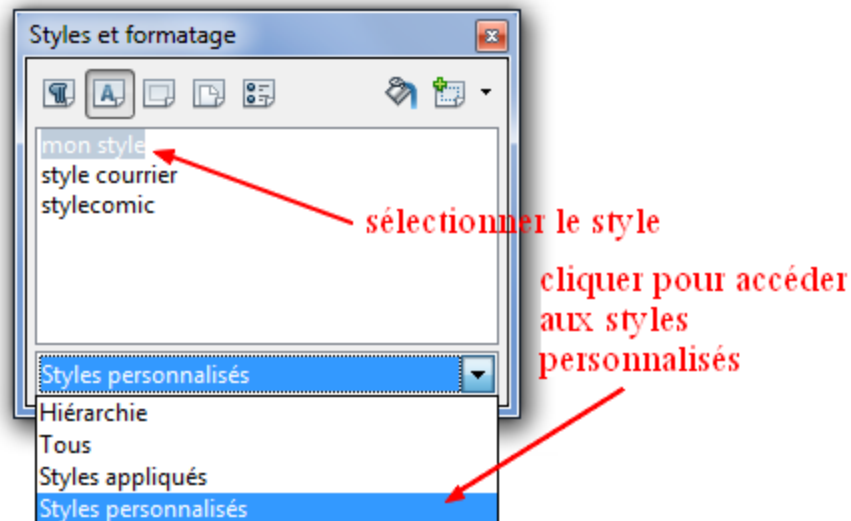 Styles et formatage
mon style
style courrier
stylecomic
sélectionner le style
cliquer pour accéder
aux styles
personnalisés
Styles personnalisés
Hiérarchie
Tous
Styles appliqués
Styles personnalisés